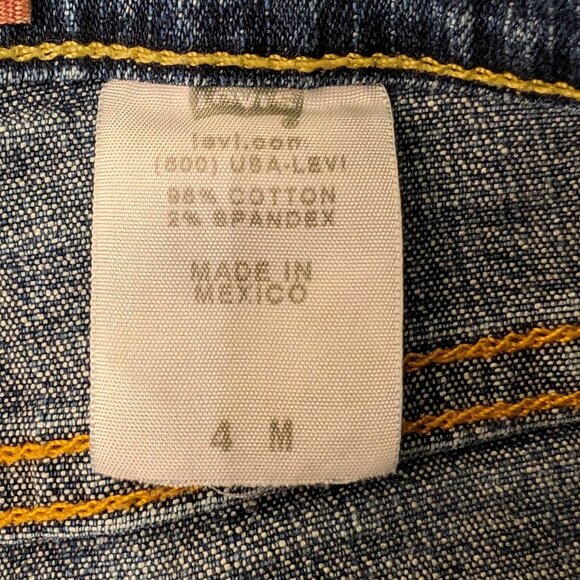 levi.com
(800) USA-LEVI
98% COTTON
2% SPANDEX
MADE IN
MEXICO
4 M